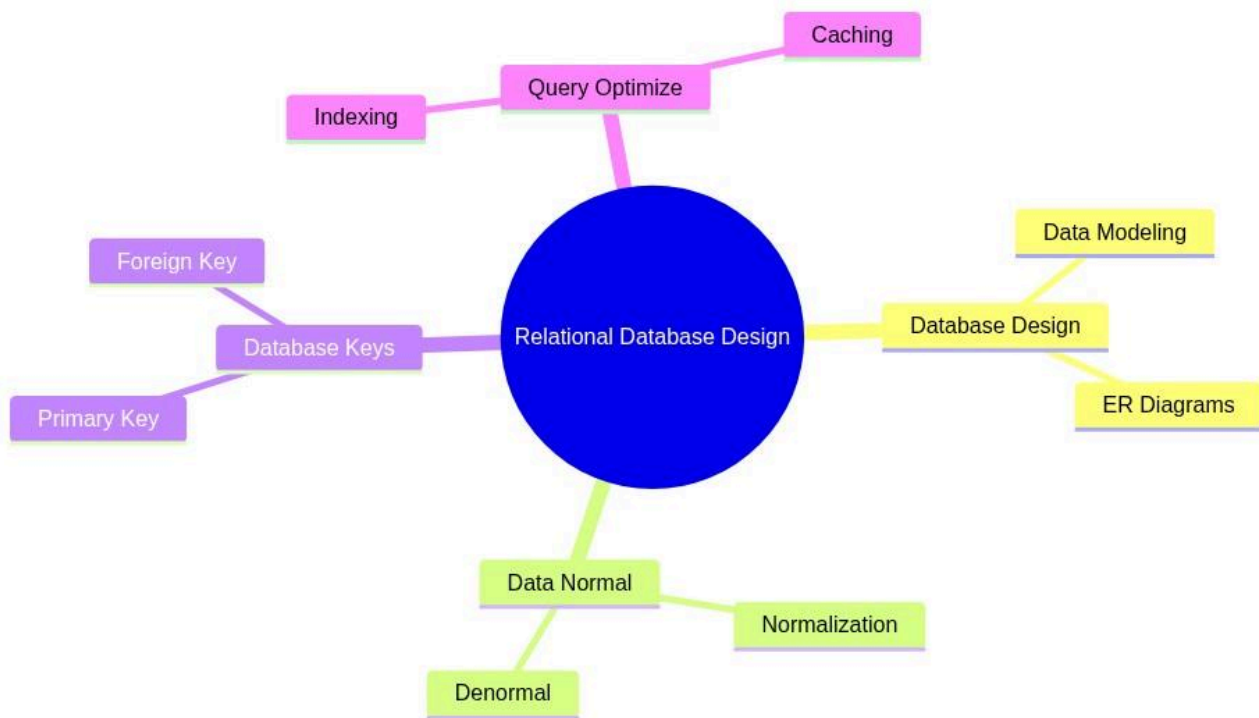 Caching
Query Optimize
Indexing
Data Modeling
Foreign Key
Database Design
Relational Database Design
Database Keys
ER Diagrams
Primary Key
Data Normal
Normalization
Denormal